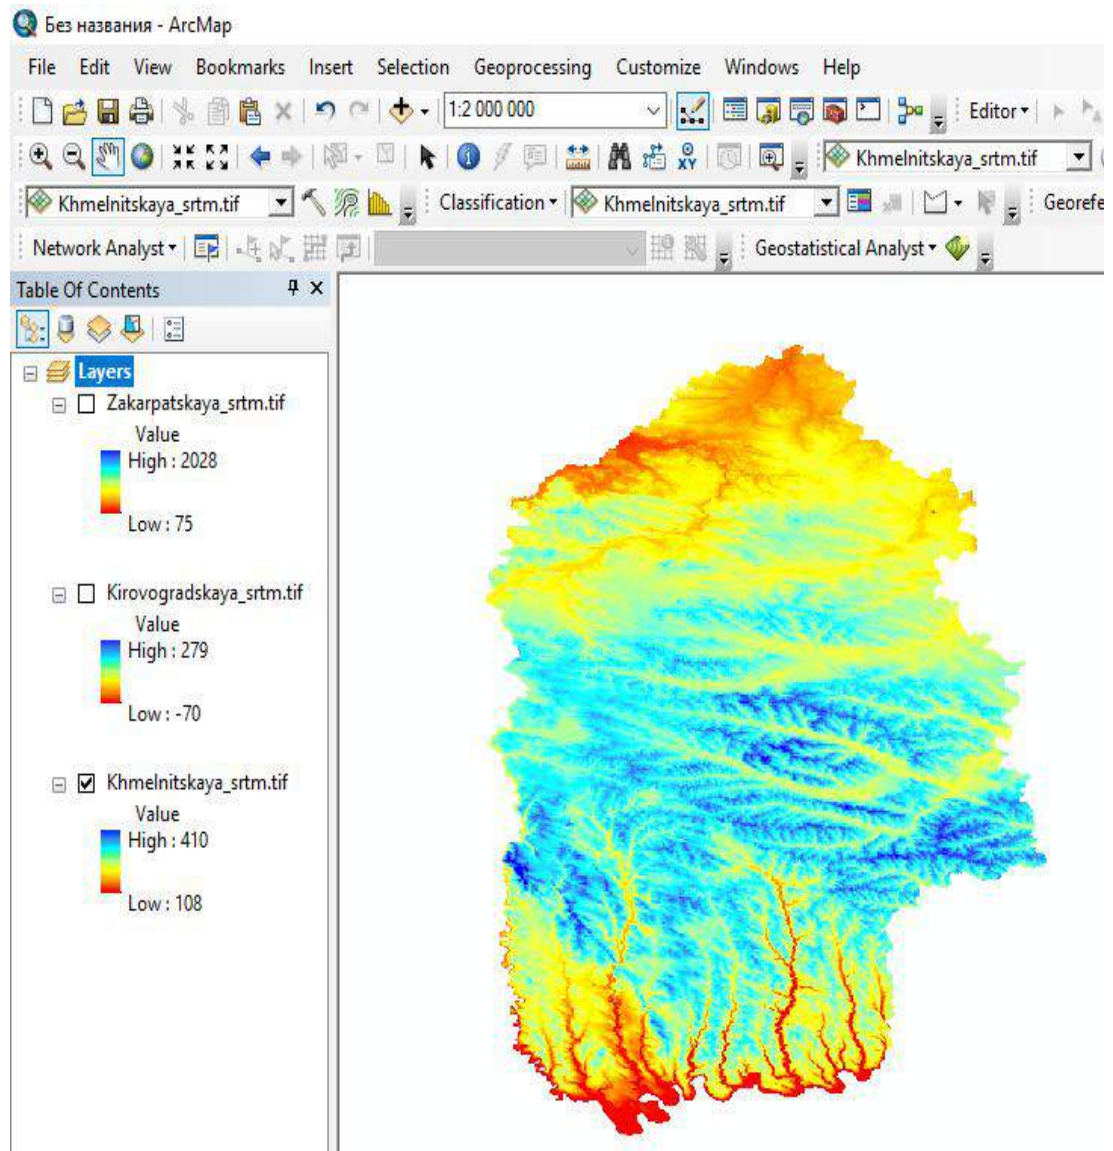 Без названия - ArcMap
File Edit View Bookmarks Insert Selection Geoprocessing Customize Windows Help
1:2 000 000 Editor
XY Khmelnitskaya_srtm.tif
Khmelnitskaya_srtm.tif Classification Khmelnitskaya_srtm.tif Georefe
Network Analyst Geostatistical Analyst
Table Of Contents
Layers
Zakarpatskaya_srtm.tif
Value
High : 2028
Low : 75
Kirovogradskaya_srtm.tif
Value
High : 279
Low : -70
Khmelnitskaya_srtm.tif
Value
High : 410
Low : 108